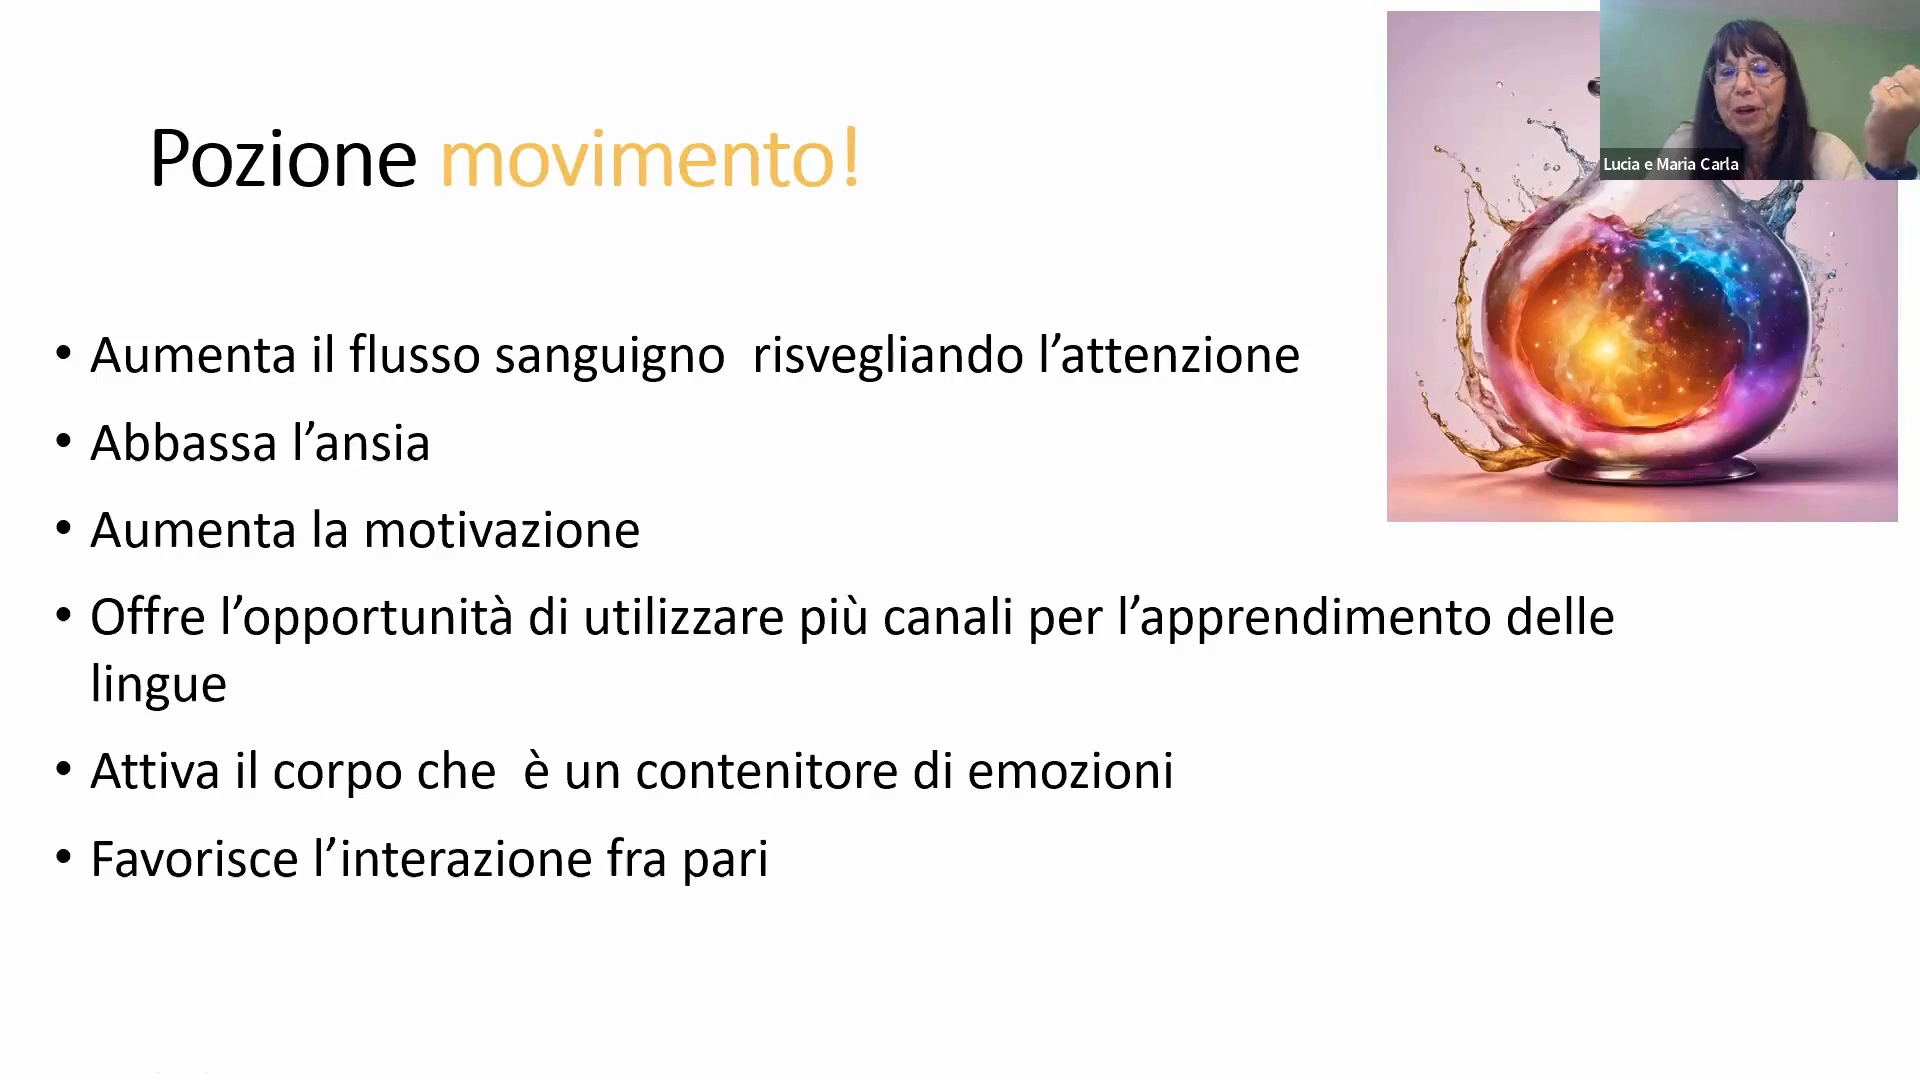 Pozione movimento!
Lucia e Maria Carla
• Aumenta il flusso sanguigno  risvegliando l’attenzione
• Abbassa l’ansia
• Aumenta la motivazione
• Offre l’opportunità di utilizzare più canali per l’apprendimento delle
lingue
• Attiva il corpo che  è un contenitore di emozioni
• Favorisce l’interazione fra pari